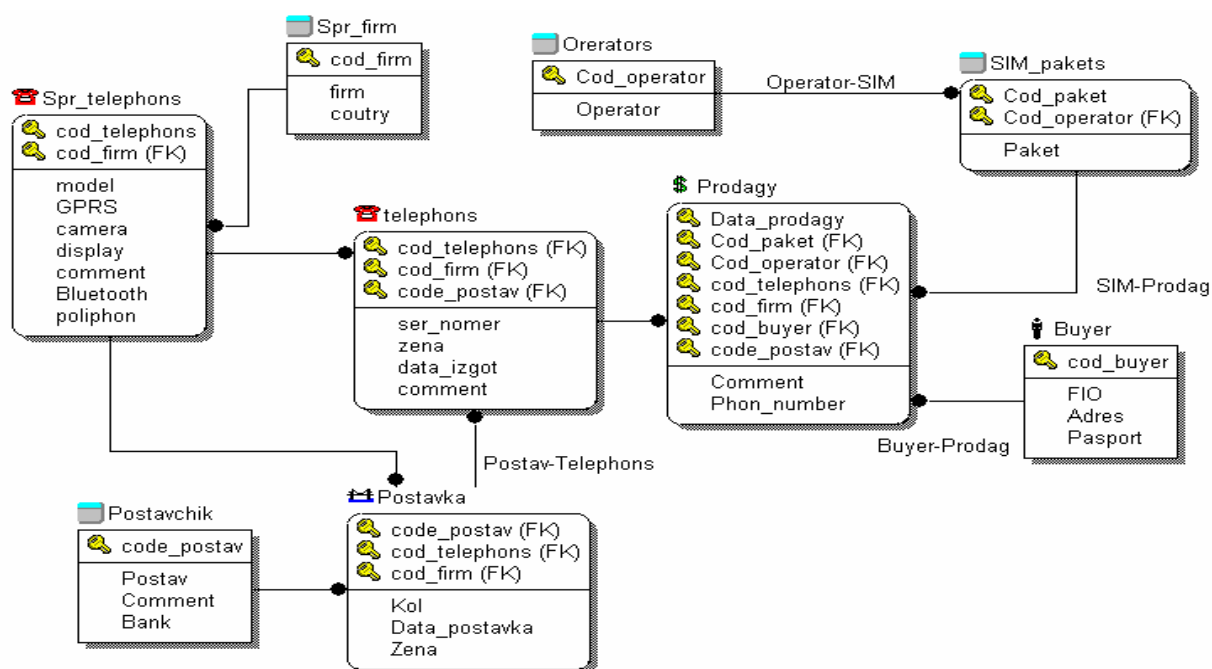 Spr_firm
cod_firm
firm
coutry
Orerators
Cod_operator
Operator
Operator-SIM
SIM_pakets
Cod_paket
Cod_operator (FK)
Paket
Spr_telephons
cod_telephons
cod_firm (FK)
model
GPRS
camera
display
comment
Bluetooth
poliphon
telephons
cod_telephons (FK)
cod_firm (FK)
code_postav (FK)
ser_nomer
zena
data_izgot
comment
$ Prodagy
Data_prodagy
Cod_paket (FK)
Cod_operator (FK)
cod_telephons (FK)
cod_firm (FK)
cod_buyer (FK)
code_postav (FK)
Comment
Phon_number
SIM-Prodag
Buyer
cod_buyer
FIO
Adres
Pasport
Buyer-Prodag
Postav-Telephons
Postavchik
code_postav
Postav
Comment
Bank
Postavka
code_postav (FK)
cod_telephons (FK)
cod_firm (FK)
Kol
Data_postavka
Zena